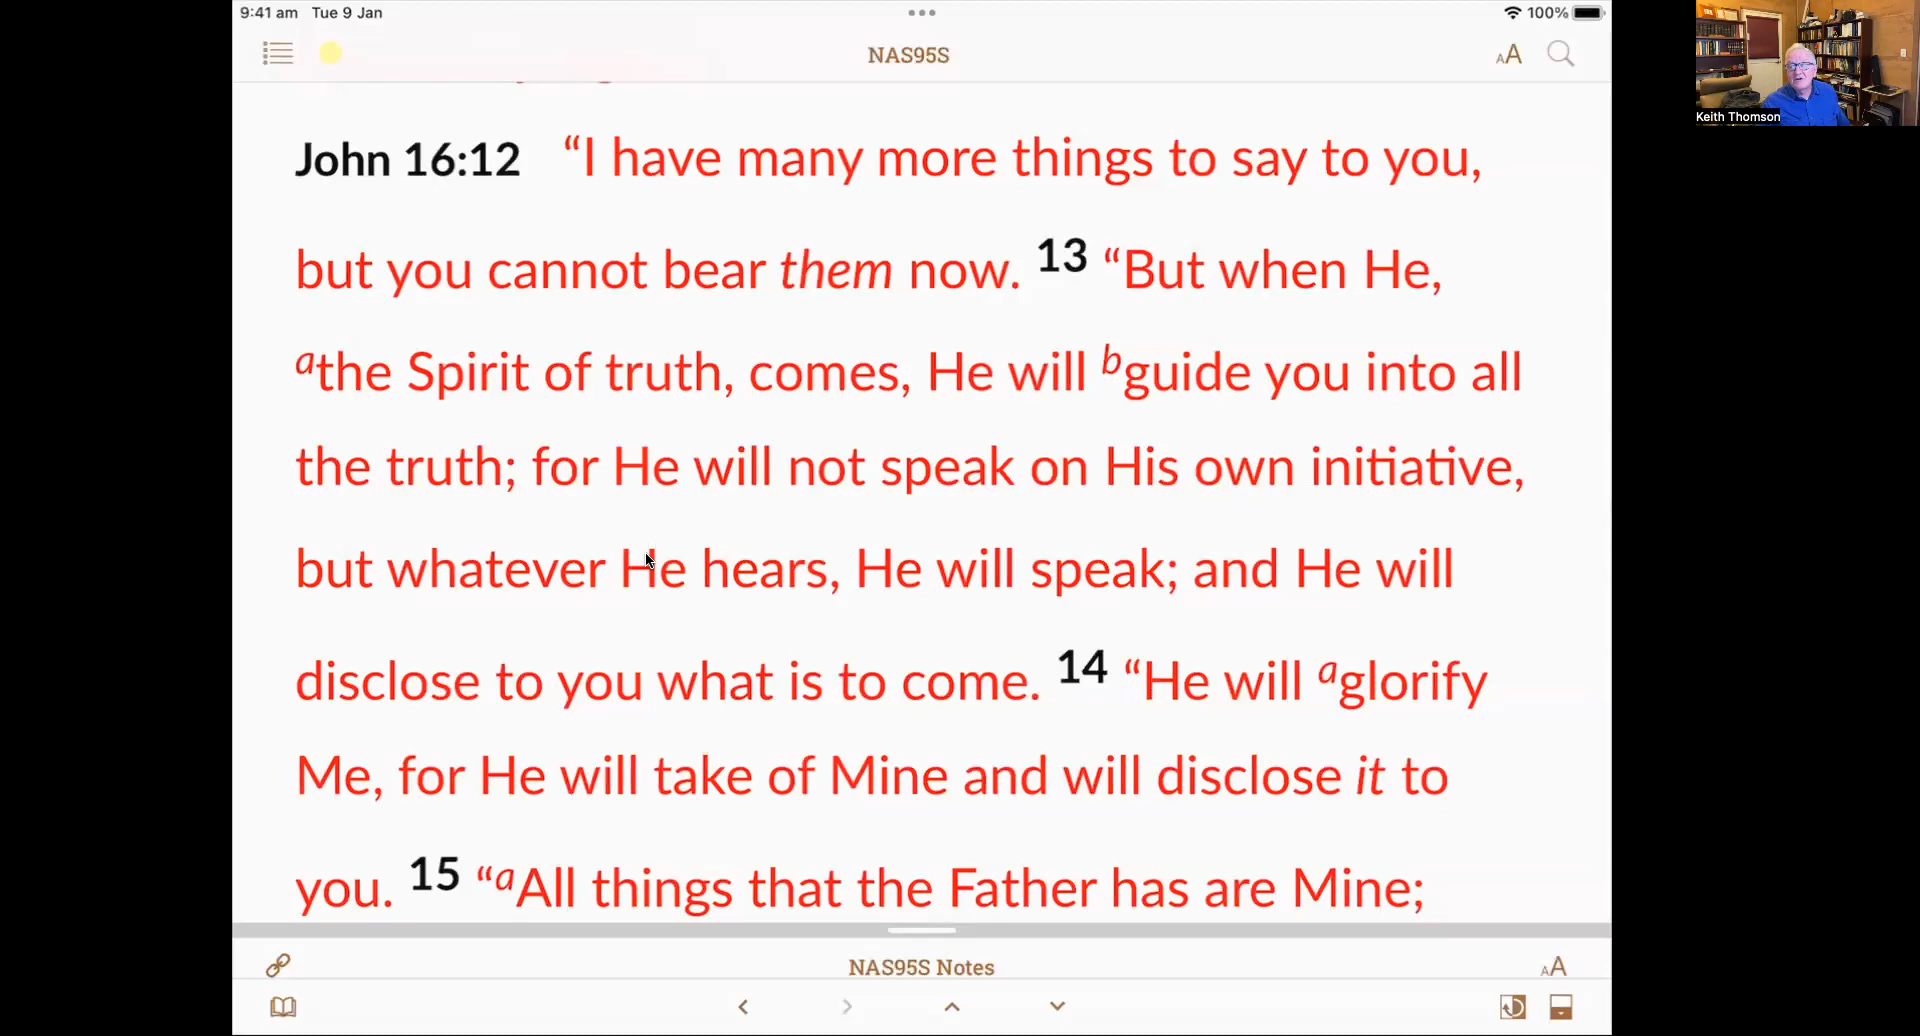 9:41 am Tue 9 Jan
100%
NAS95S
AA
Keith Thomson
John 16:12 “I have many more things to say to you,
but you cannot bear them now. 13 “But when He,
athe Spirit of truth, comes, He will bguide you into all
the truth; for He will not speak on His own initiative,
but whatever He hears, He will speak; and He will
disclose to you what is to come. 14 “He will aglorify
Me, for He will take of Mine and will disclose it to
you. 15 “aAll things that the Father has are Mine;
NAS95S Notes
AA